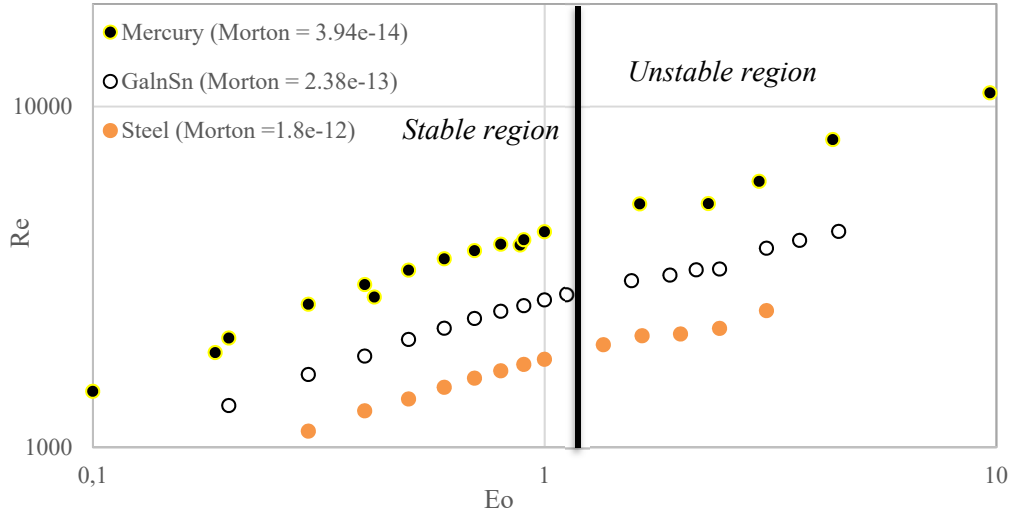 Mercury (Morton = 3.94e-14)
GaInSn (Morton = 2.38e-13)
Steel (Morton =1.8e-12)
Unstable region
Stable region
10000
1000
Re
0,1
1
10
Eo